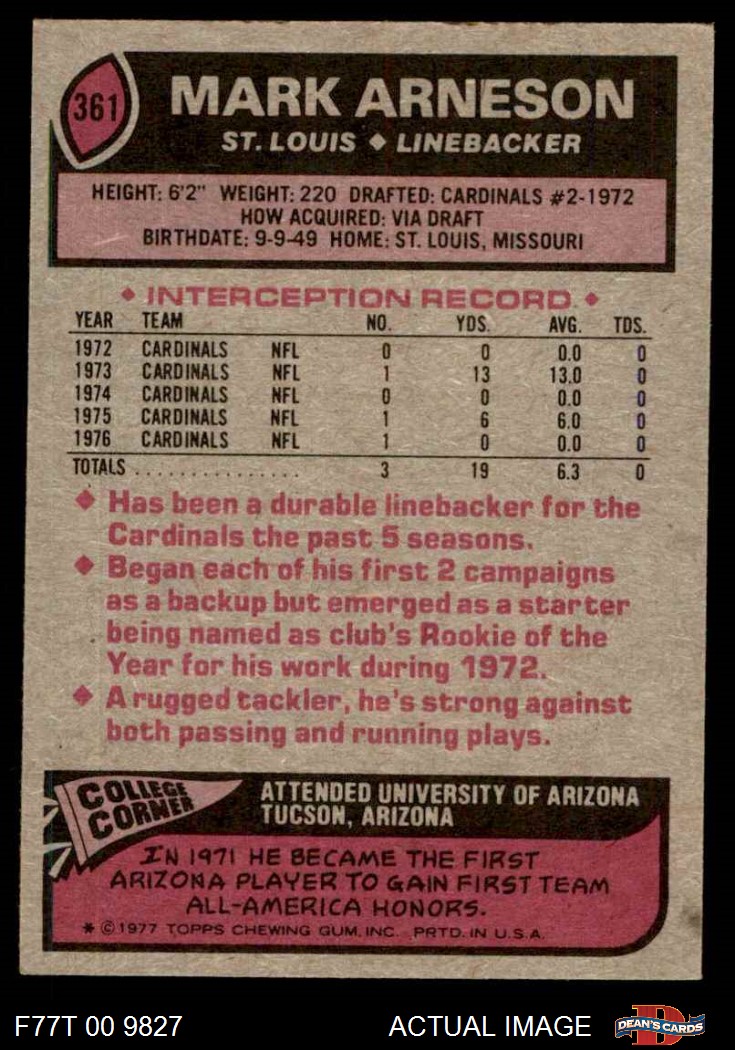 361
MARK ARNESON
ST. LOUIS ♦ LINEBACKER
HEIGHT: 6'2" WEIGHT: 220 DRAFTED: CARDINALS #2-1972
HOW ACQUIRED: VIA DRAFT
BIRTHDATE: 9-9-49 HOME: ST. LOUIS, MISSOURI
♦ INTERCEPTION RECORD ♦
YEAR TEAM NO. YDS. AVG. TDS.
1972 CARDINALS NFL 0 0 0.0 0
1973 CARDINALS NFL 1 13 13.0 0
1974 CARDINALS NFL 0 0 0.0 0
1975 CARDINALS NFL 1 6 6.0 0
1976 CARDINALS NFL 1 0 0.0 0
TOTALS ................ 3 19 6.3 0
♦ Has been a durable linebacker for the
Cardinals the past 5 seasons.
♦ Began each of his first 2 campaigns
as a backup but emerged as a starter
being named as club's Rookie of the
Year for his work during 1972.
♦ A rugged tackler, he's strong against
both passing and running plays.
COLLEGE
CORNER
ATTENDED UNIVERSITY OF ARIZONA
TUCSON, ARIZONA
IN 1971 HE BECAME THE FIRST
ARIZONA PLAYER TO GAIN FIRST TEAM
ALL-AMERICA HONORS.
* ©1977 TOPPS CHEWING GUM, INC. PRTD. IN U.S.A.
F77T 00 9827 ACTUAL IMAGE
D
DEAN'S CARDS